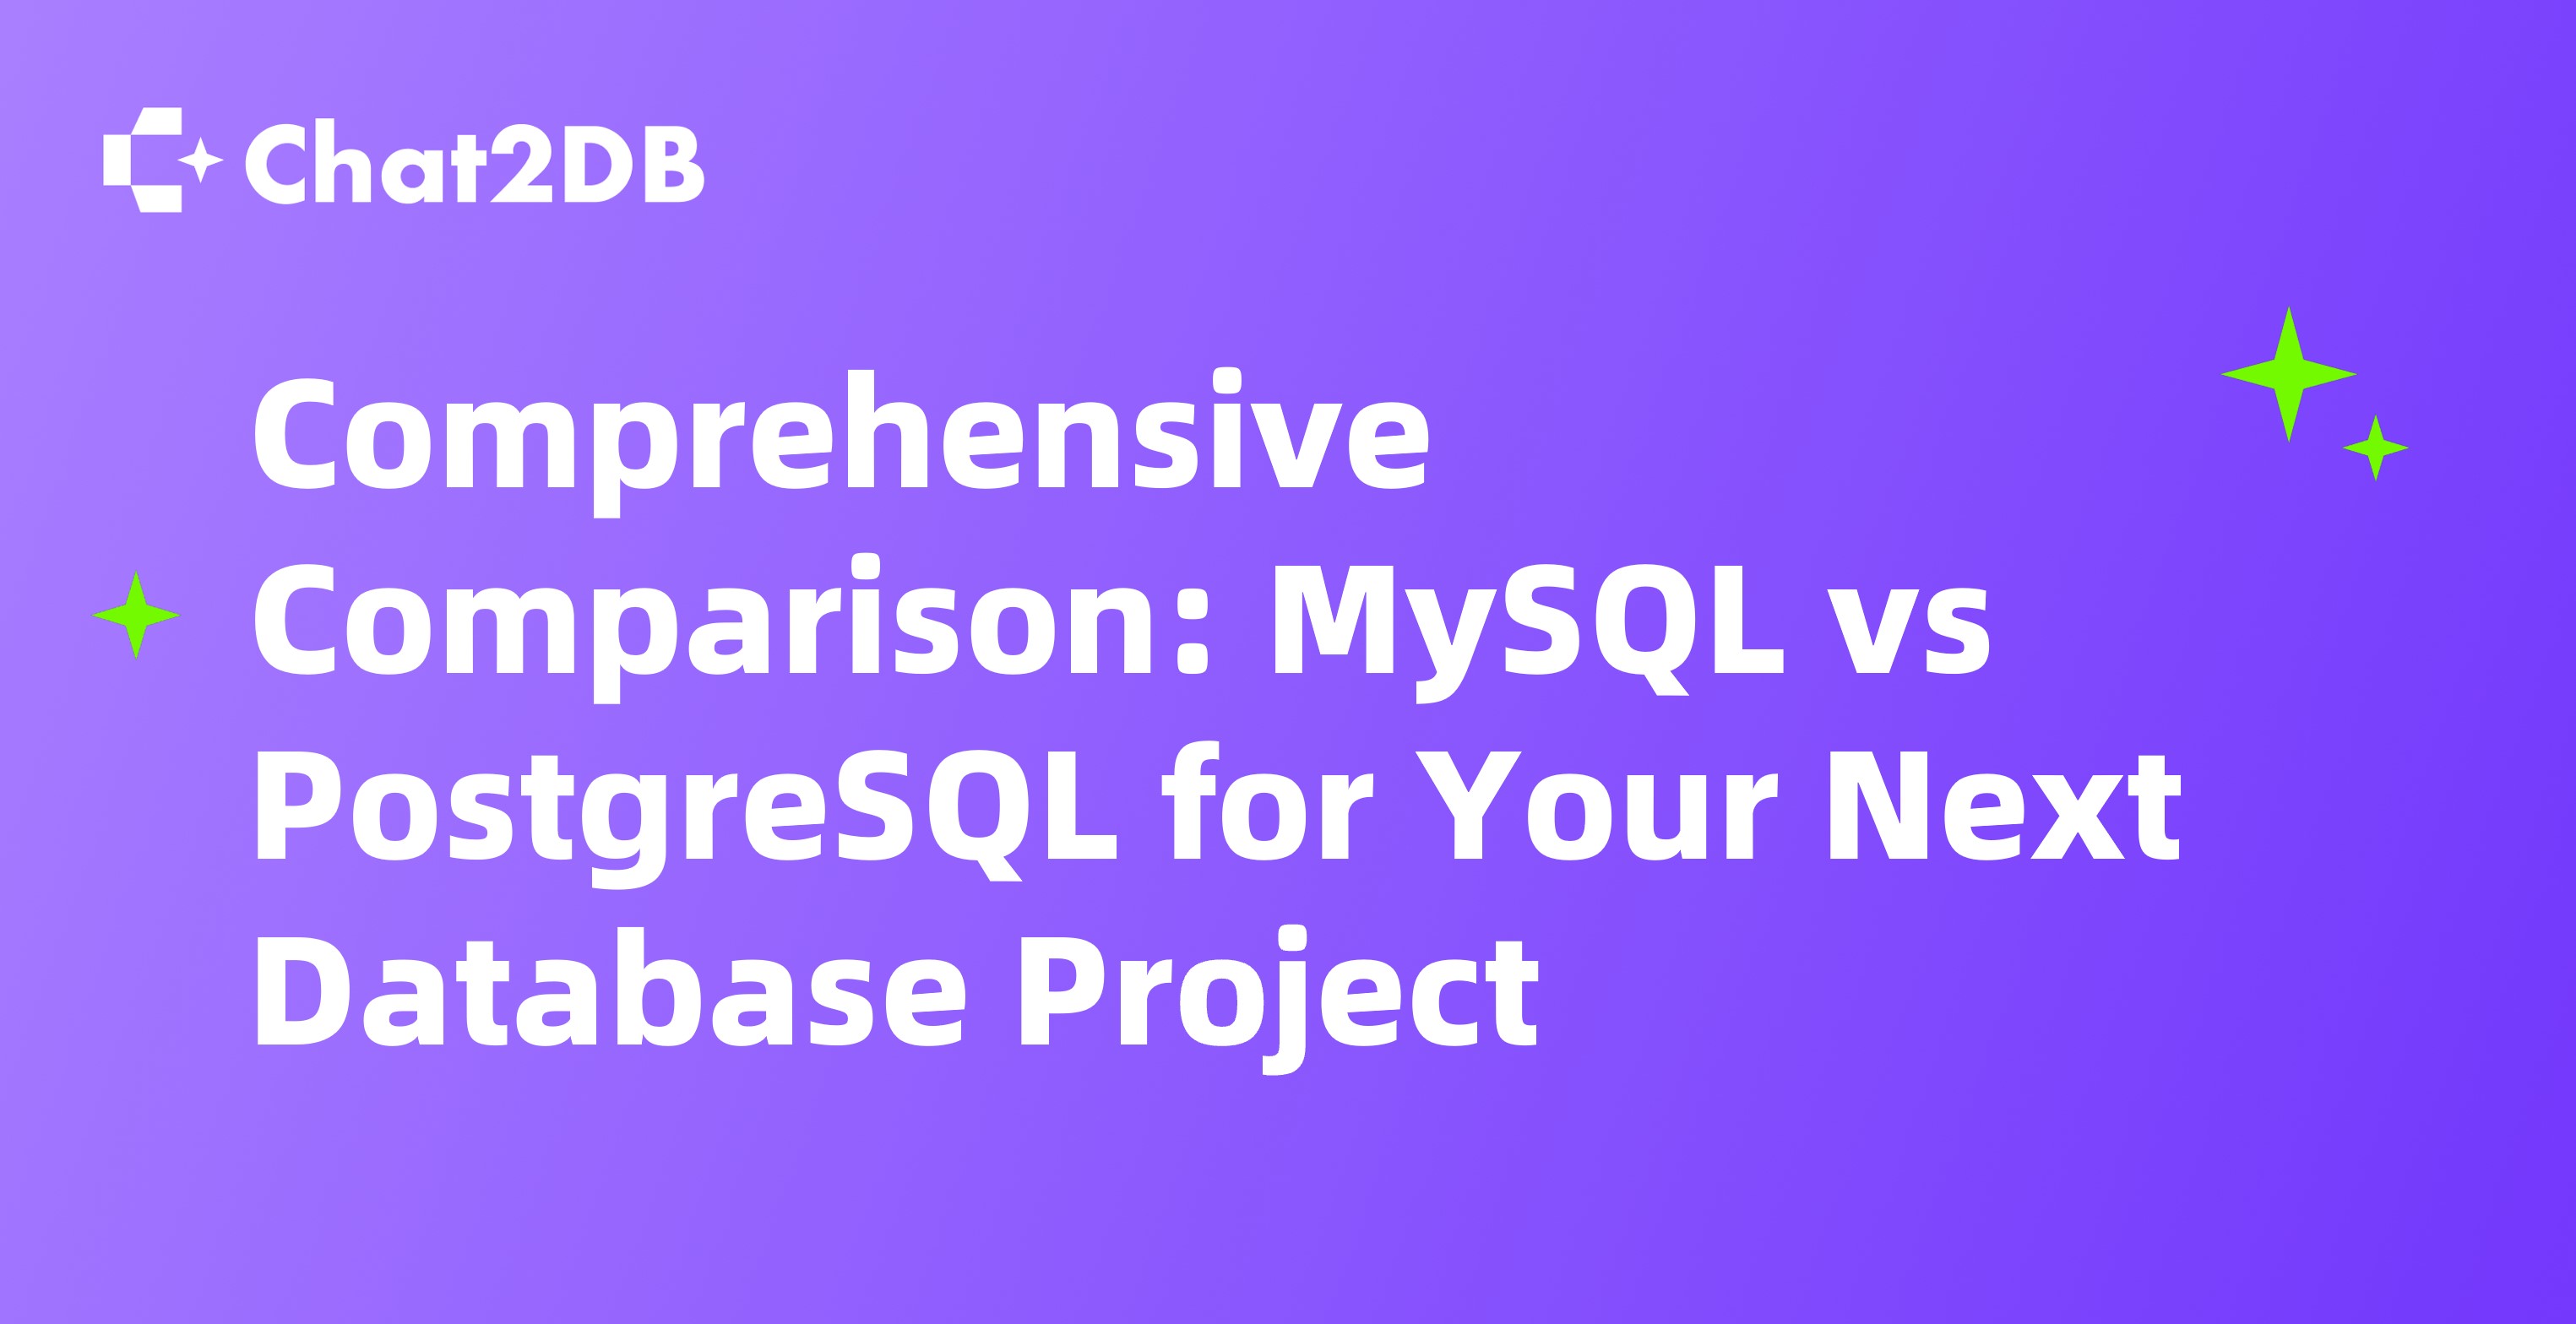 Chat2DB
Comprehensive
Comparison: MySQL vs
PostgreSQL for Your Next
Database Project